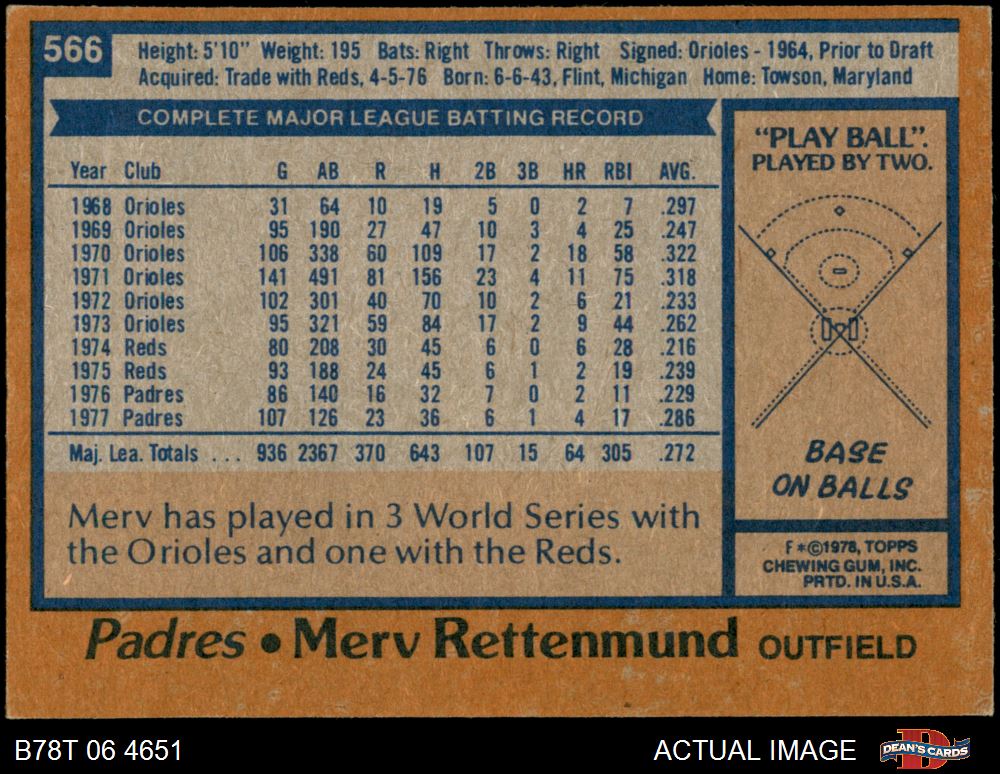 566
Height: 5'10" Weight: 195 Bats: Right Throws: Right Signed: Orioles - 1964, Prior to Draft
Acquired: Trade with Reds, 4-5-76 Born: 6-6-43, Flint, Michigan Home: Towson, Maryland
COMPLETE MAJOR LEAGUE BATTING RECORD
Year Club G AB R H 2B 3B HR RBI AVG.
1968 Orioles 31 64 10 19 5 0 2 7 .297
1969 Orioles 95 190 27 47 10 3 4 25 .247
1970 Orioles 106 338 60 109 17 2 18 58 .322
1971 Orioles 141 491 81 156 23 4 11 75 .318
1972 Orioles 102 301 40 70 10 2 6 21 .233
1973 Orioles 95 321 59 84 17 2 9 44 .262
1974 Reds 80 208 30 45 6 0 6 28 .216
1975 Reds 93 188 24 45 6 1 2 19 .239
1976 Padres 86 140 16 32 7 0 2 11 .229
1977 Padres 107 126 23 36 6 1 4 17 .286
Maj. Lea. Totals ... 936 2367 370 643 107 15 64 305 .272
Merv has played in 3 World Series with
the Orioles and one with the Reds.
"PLAY BALL".
PLAYED BY TWO.
BASE
ON BALLS
F*©1978, TOPPS
CHEWING GUM, INC.
PRTD. IN U.S.A.
Padres • Merv Rettenmund OUTFIELD
B78T 06 4651
ACTUAL IMAGE
DEAN'S CARDS